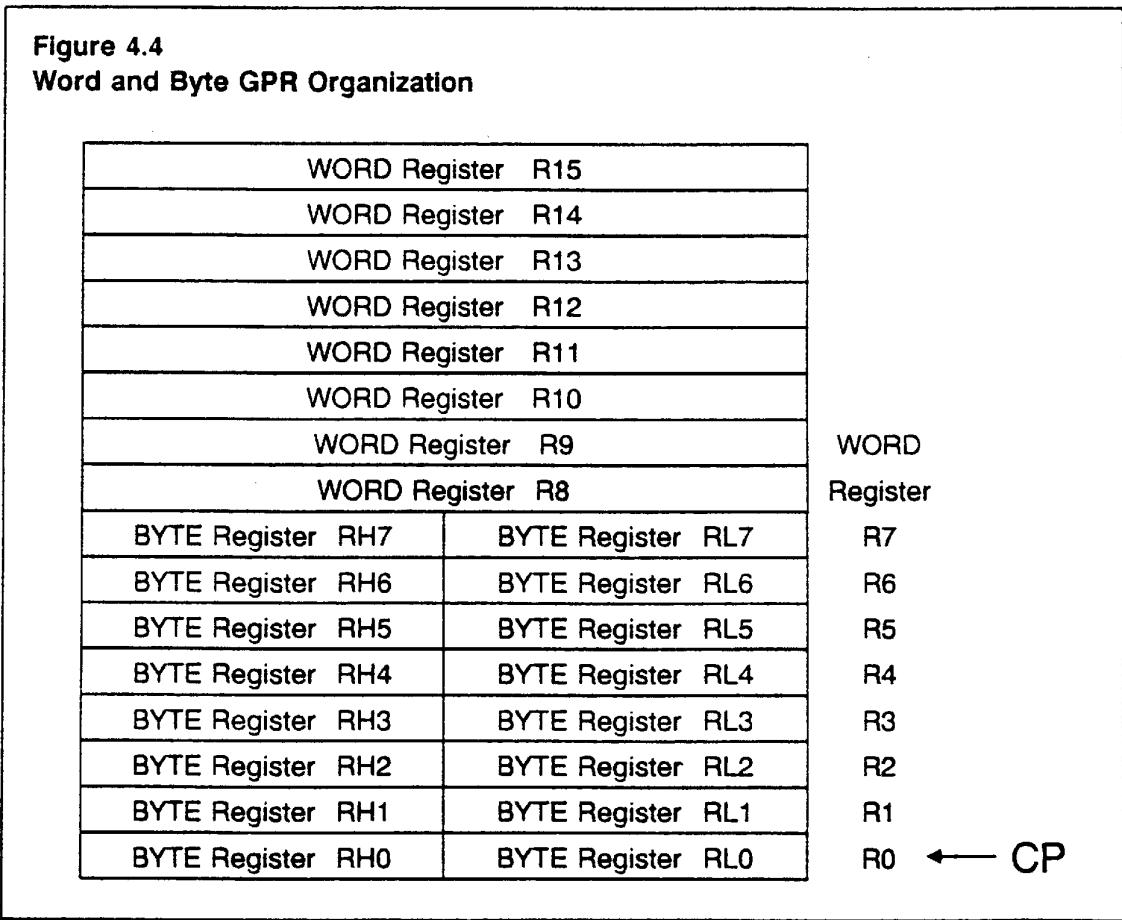 Figure 4.4
Word and Byte GPR Organization
WORD Register R15
WORD Register R14
WORD Register R13
WORD Register R12
WORD Register R11
WORD Register R10
WORD Register R9 WORD
WORD Register R8 Register
BYTE Register RH7 BYTE Register RL7 R7
BYTE Register RH6 BYTE Register RL6 R6
BYTE Register RH5 BYTE Register RL5 R5
BYTE Register RH4 BYTE Register RL4 R4
BYTE Register RH3 BYTE Register RL3 R3
BYTE Register RH2 BYTE Register RL2 R2
BYTE Register RH1 BYTE Register RL1 R1
BYTE Register RH0 BYTE Register RL0 R0 ← CP